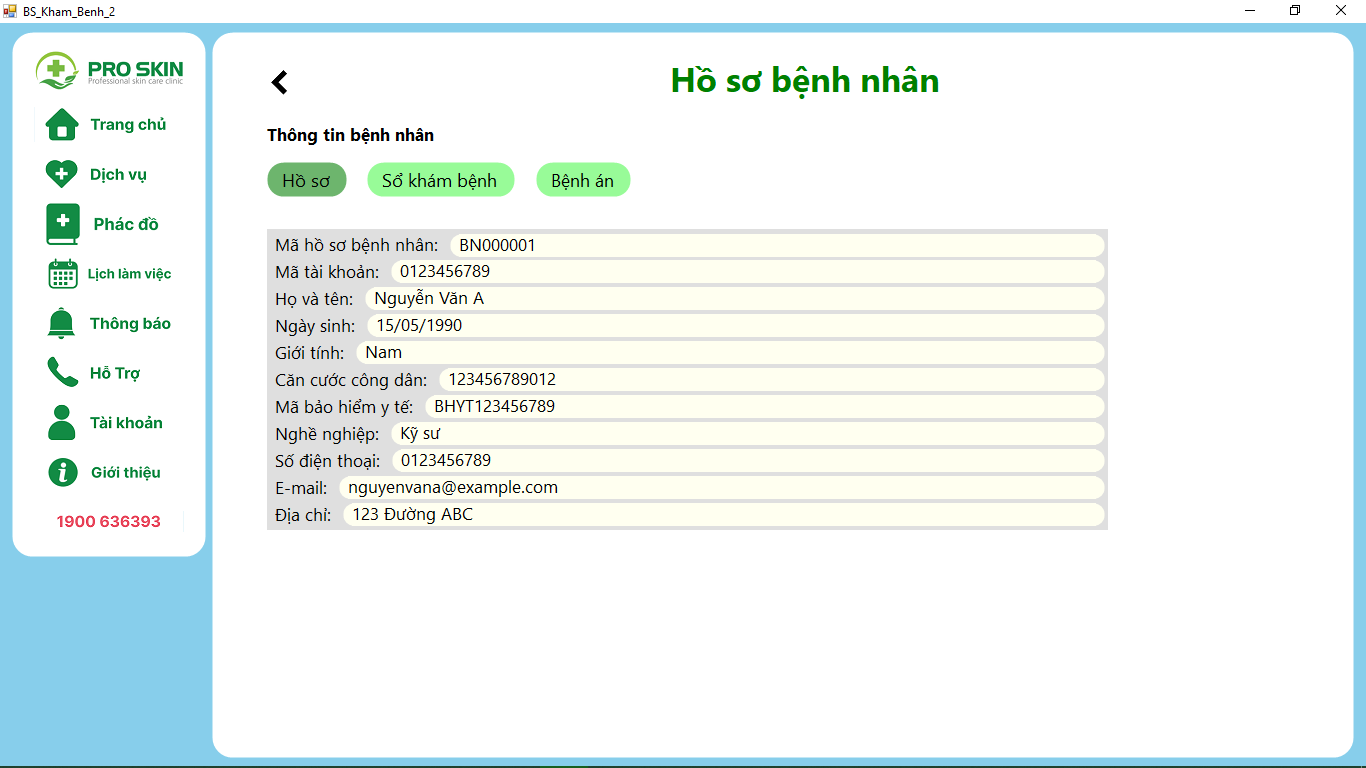 BS_Kham_Benh_2
PRO SKIN
Professional skin care clinic
Trang chủ
Dịch vụ
Phác đồ
Lịch làm việc
Thông báo
Hỗ Trợ
Tài khoản
Giới thiệu
1900 636393
Hồ sơ bệnh nhân
Thông tin bệnh nhân
Hồ sơ Sổ khám bệnh Bệnh án
Mã hồ sơ bệnh nhân: BN000001
Mã tài khoản: 0123456789
Họ và tên: Nguyễn Văn A
Ngày sinh: 15/05/1990
Giới tính: Nam
Căn cước công dân: 123456789012
Mã bảo hiểm y tế: BHYT123456789
Nghề nghiệp: Kỹ sư
Số điện thoại: 0123456789
E-mail: nguyenvana@example.com
Địa chỉ: 123 Đường ABC